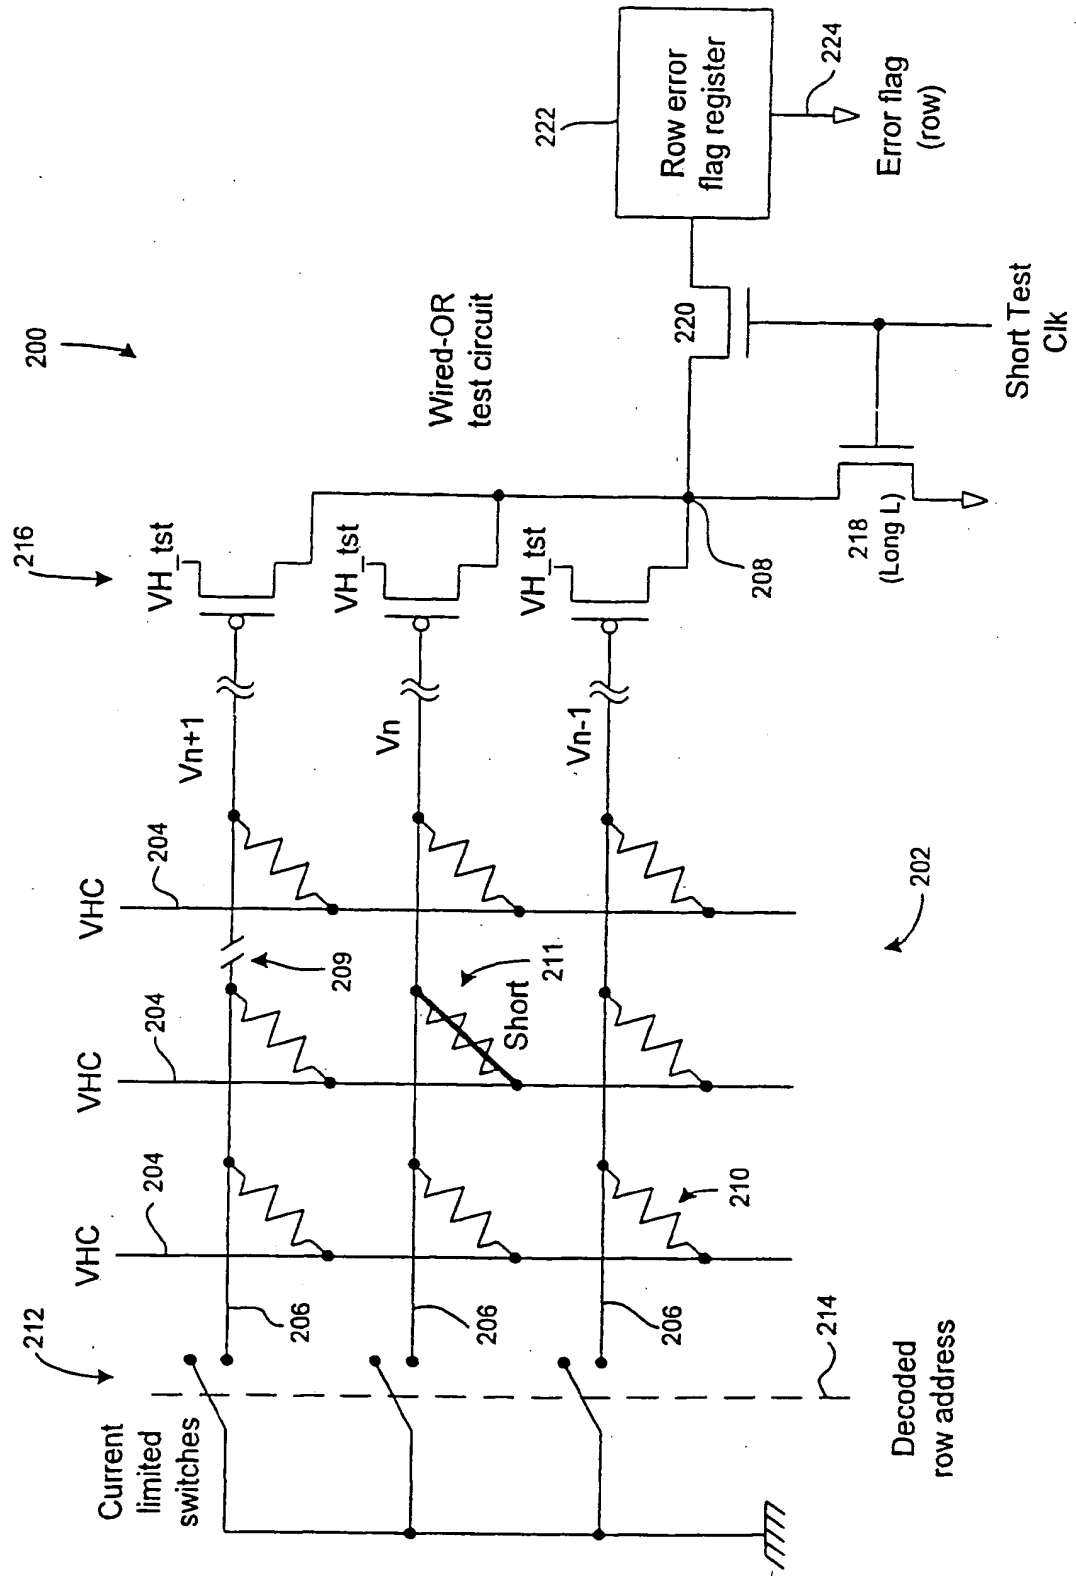 200
212
Current
limited
switches
VHC
204
VHC
204
VHC
204
216
VH_tst
VH_tst
VH_tst
Vn+1
Vn
Vn-1
209
206
206
206
Short
211
210
202
214
Decoded
row address
208
Wired-OR
test circuit
218
(Long L)
220
222
Row error
flag register
224
Error flag
(row)
Short Test
Clk